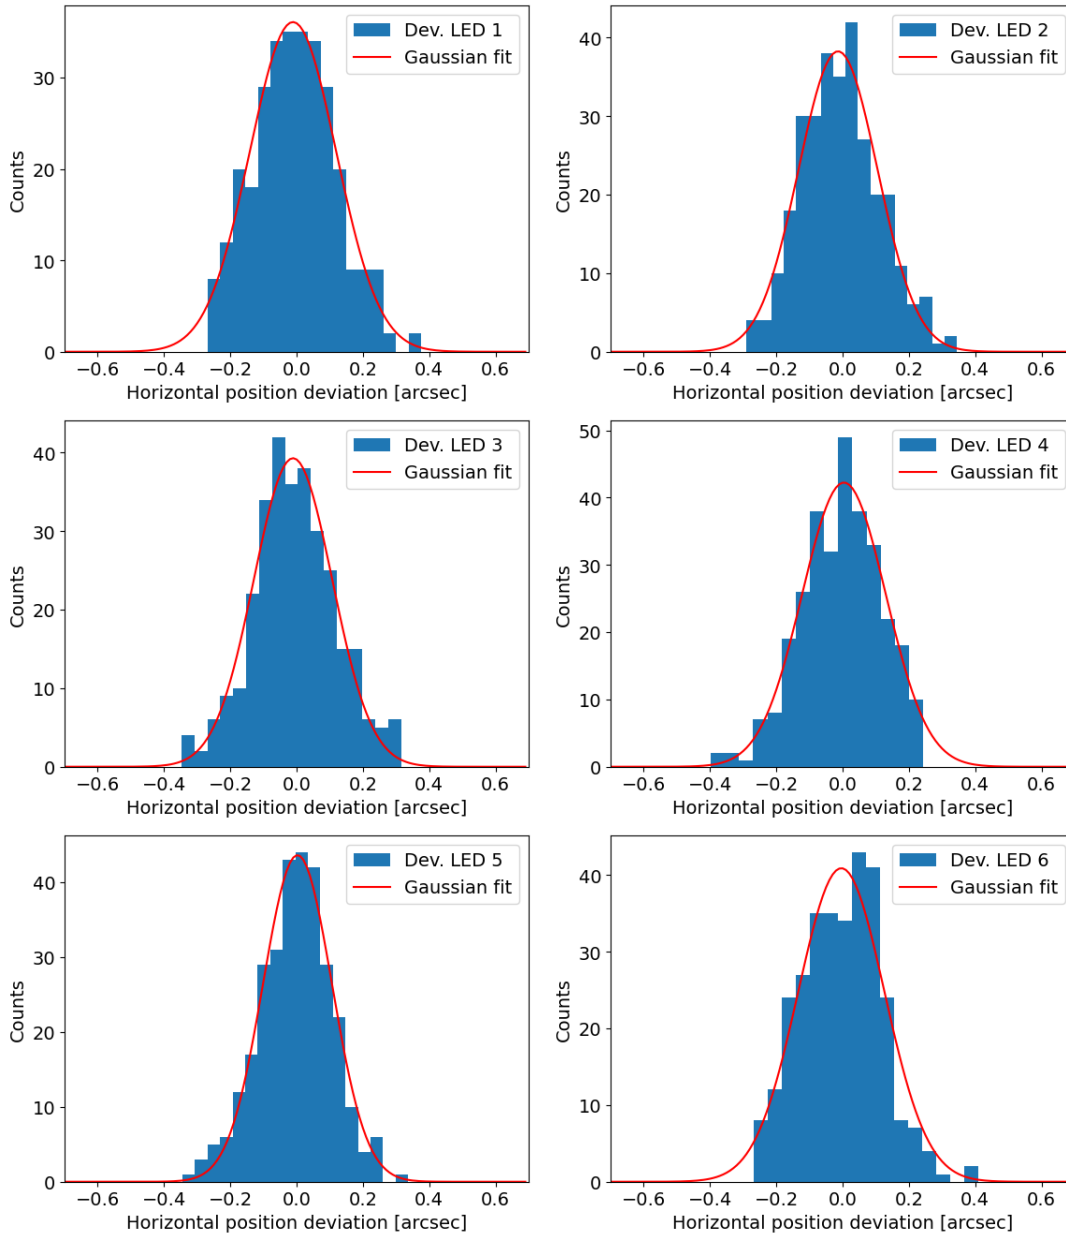 Dev. LED 1
Gaussian fit
Counts
30
20
10
0
−0.6 −0.4 −0.2 0.0 0.2 0.4 0.6
Horizontal position deviation [arcsec]
Dev. LED 2
Gaussian fit
Counts
40
30
20
10
0
−0.6 −0.4 −0.2 0.0 0.2 0.4 0.6
Horizontal position deviation [arcsec]
Dev. LED 3
Gaussian fit
Counts
40
30
20
10
0
−0.6 −0.4 −0.2 0.0 0.2 0.4 0.6
Horizontal position deviation [arcsec]
Dev. LED 4
Gaussian fit
Counts
50
40
30
20
10
0
−0.6 −0.4 −0.2 0.0 0.2 0.4 0.6
Horizontal position deviation [arcsec]
Dev. LED 5
Gaussian fit
Counts
40
30
20
10
0
−0.6 −0.4 −0.2 0.0 0.2 0.4 0.6
Horizontal position deviation [arcsec]
Dev. LED 6
Gaussian fit
Counts
40
30
20
10
0
−0.6 −0.4 −0.2 0.0 0.2 0.4 0.6
Horizontal position deviation [arcsec]